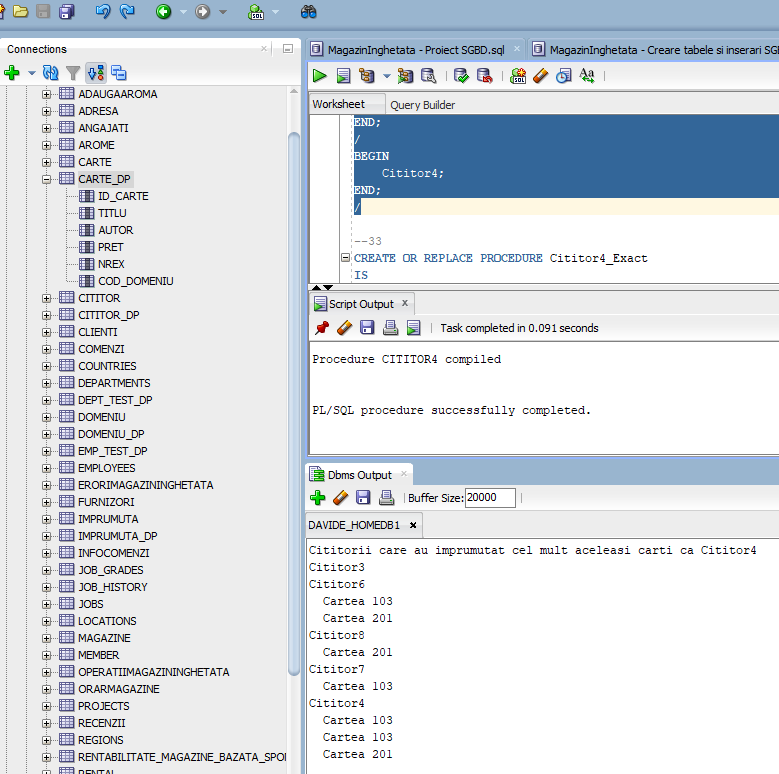 SQL
Connections
ADAUGAAROMA
ADRESA
ANGAJATI
AROME
CARTE
CARTE_DP
ID_CARTE
TITLU
AUTOR
PRET
NREX
COD_DOMENIU
CITITOR
CITITOR_DP
CLIENTI
COMENZI
COUNTRIES
DEPARTMENTS
DEPT_TEST_DP
DOMENIU
DOMENIU_DP
EMP_TEST_DP
EMPLOYEES
ERORIMAGAZININGHETATA
FURNIZORI
IMPRUMUTA
IMPRUMUTA_DP
INFOCOMENZI
JOB_GRADES
JOB_HISTORY
JOBS
LOCATIONS
MAGAZINE
MEMBER
OPERATIIMAGAZININGHETATA
ORARMAGAZINE
PROJECTS
RECENZII
REGIONS
RENTABILITATE_MAGAZINE_BAZATA_SPO
RENTAL
MagazinInghetata - Proiect SGBD.sql
MagazinInghetata - Creare tabele si inserari SG
SQL
Aa
Worksheet
Query Builder
END;
/
BEGIN
Cititor4;
END;
/
--33
CREATE OR REPLACE PROCEDURE Cititor4_Exact
IS
Script Output
Task completed in 0.091 seconds
Procedure CITITOR4 compiled
PL/SQL procedure successfully completed.
Dbms Output
Buffer Size: 20000
DAVIDE_HOMEDB1
Cititorii care au imprumutat cel mult aceleasi carti ca Cititor4
Cititor3
Cititor6
Cartea 103
Cartea 201
Cititor8
Cartea 201
Cititor7
Cartea 103
Cititor4
Cartea 103
Cartea 103
Cartea 201